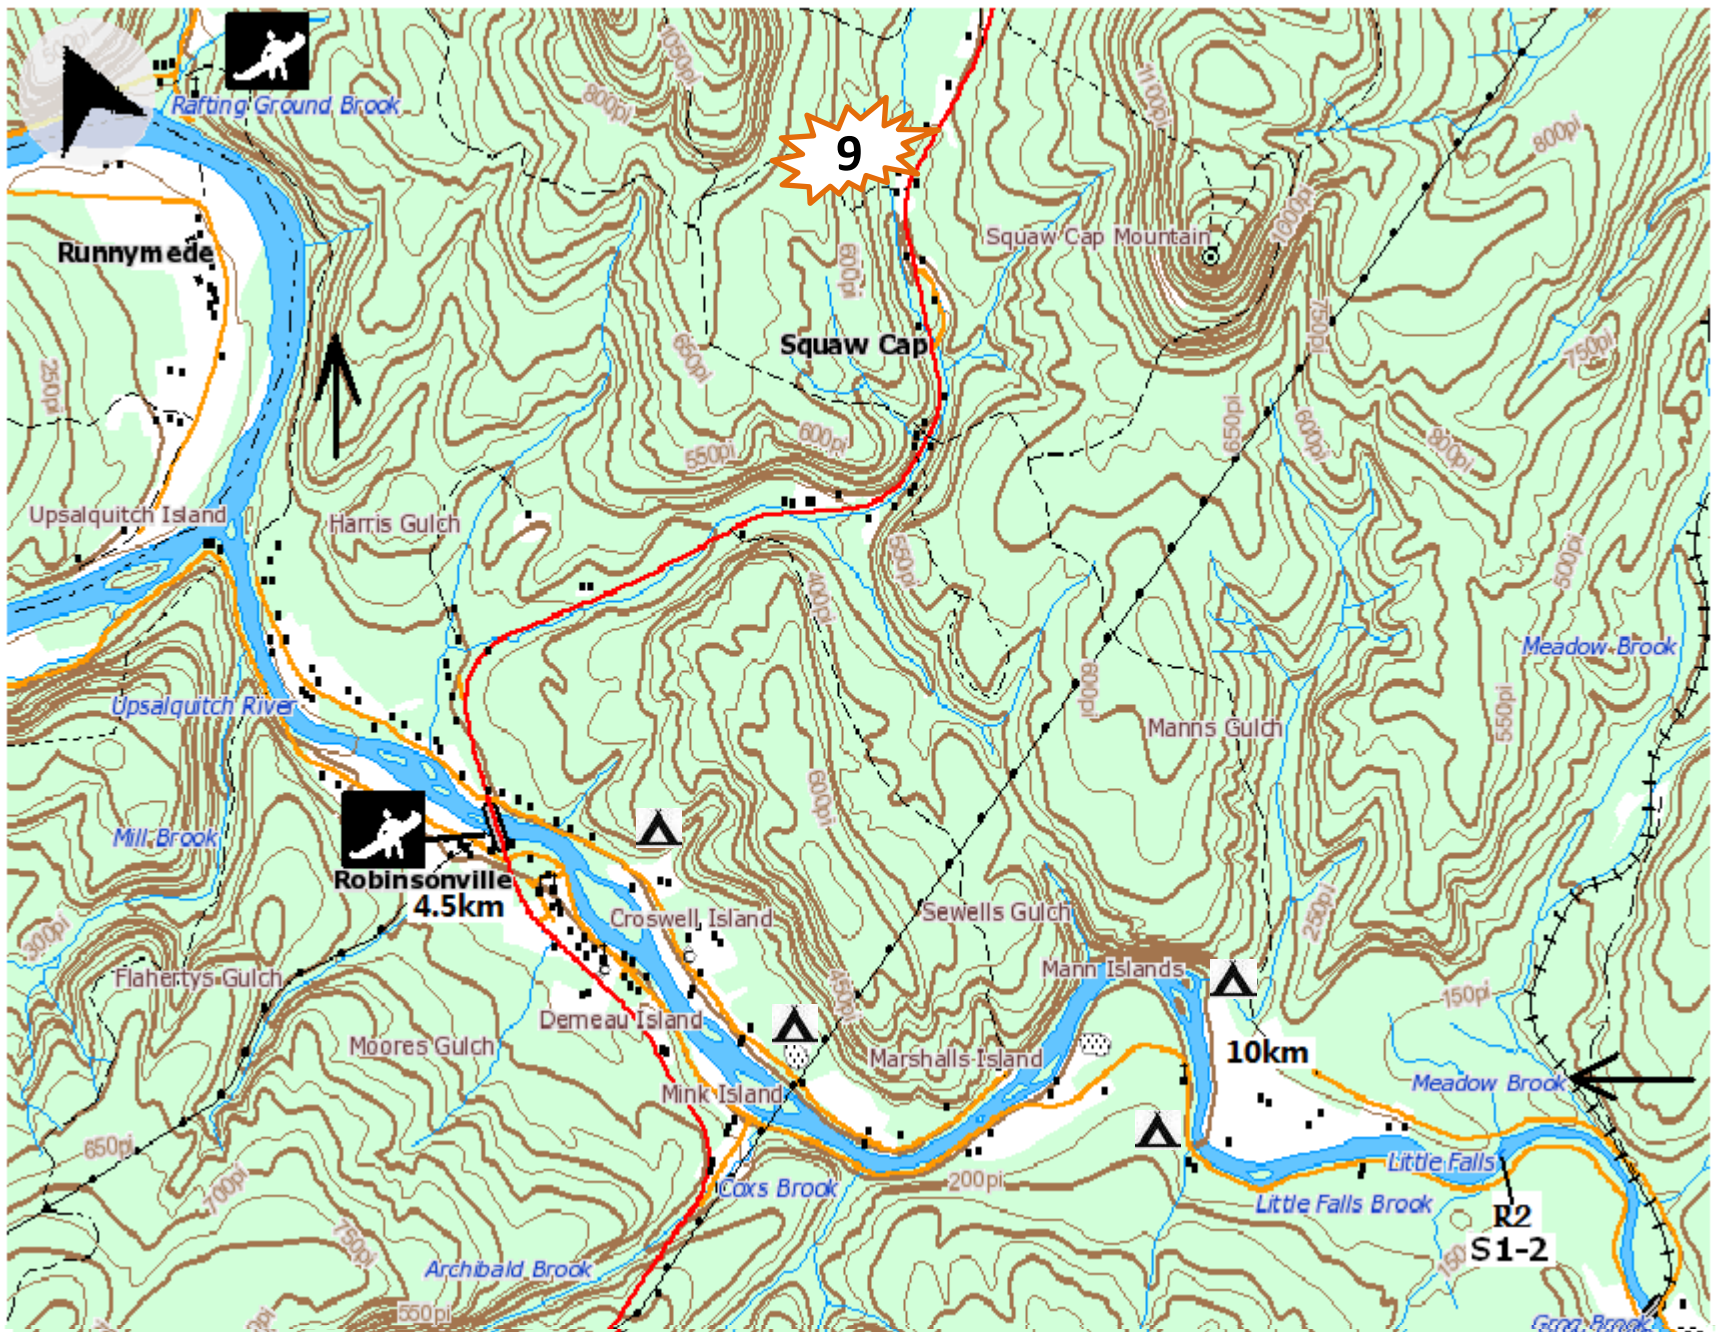 500pi
1050pi
Rafting Ground Brook
800pi
1100pi
9
800pi
Runnymede
600pi
Squaw Cap Mountain
1000pi
250pi
650pi
Squaw Cap
750pi
750pi
550pi
600pi
650pi
600pi
800pi
Upsalquitch Island
Harris Gulch
550pi
400pi
500pi
Meadow Brook
Upsalquitch River
600pi
Manns Gulch
550pi
Mill Brook
600pi
Robinsonville
4.5km
300pi
Croswell Island
Sewells Gulch
250pi
Flahertys Gulch
450pi
Mann Islands
150pi
Demeau Island
Moores Gulch
Marshalls Island
10km
Mink Island
Meadow Brook
650pi
700pi
Coxs Brook
200pi
Little Falls
Little Falls Brook
R2
S1-2
750pi
Archibald Brook
150
550pi
Grog Brook